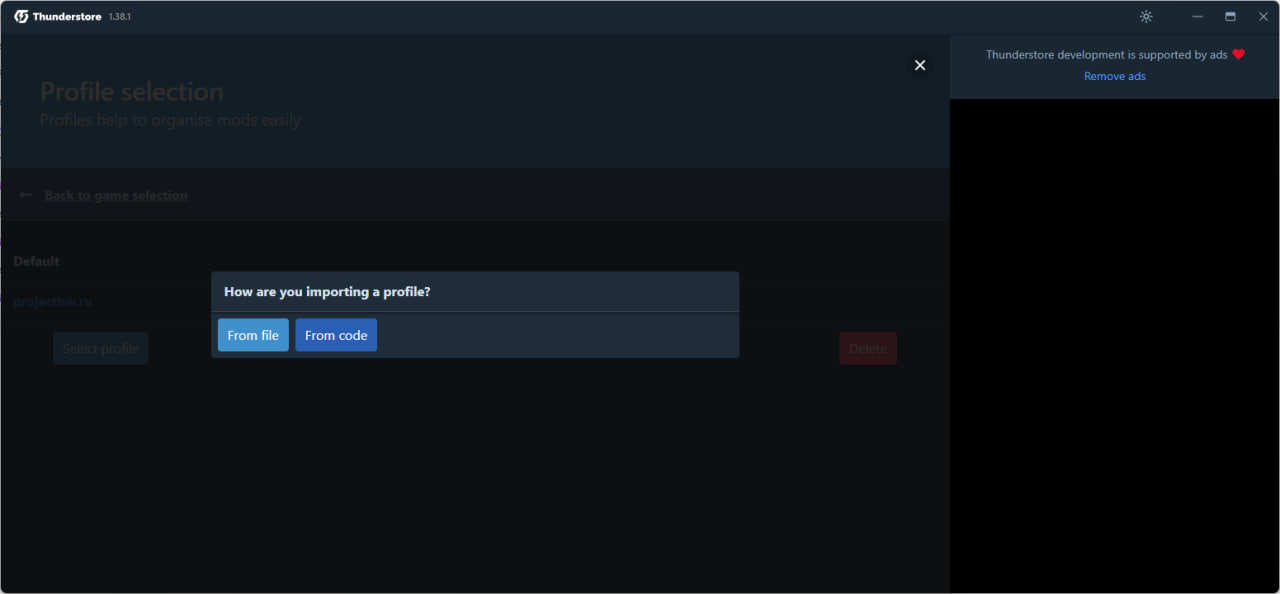 Thunderstore 1.38.1
Thunderstore development is supported by ads
Remove ads
Profile selection
Profiles help to organise mods easily
Back to game selection
Default
projectbw.ru
How are you importing a profile?
From file From code
Select profile Delete